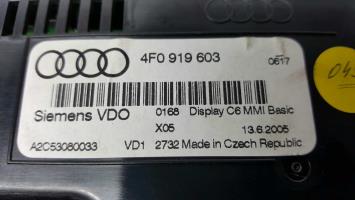 4F0 919 603 0617
Siemens VDO 0168 Display C6 MMI Basic
X05 13.6.2005
A2C53080033 VD1 2732 Made in Czech Republic
04.